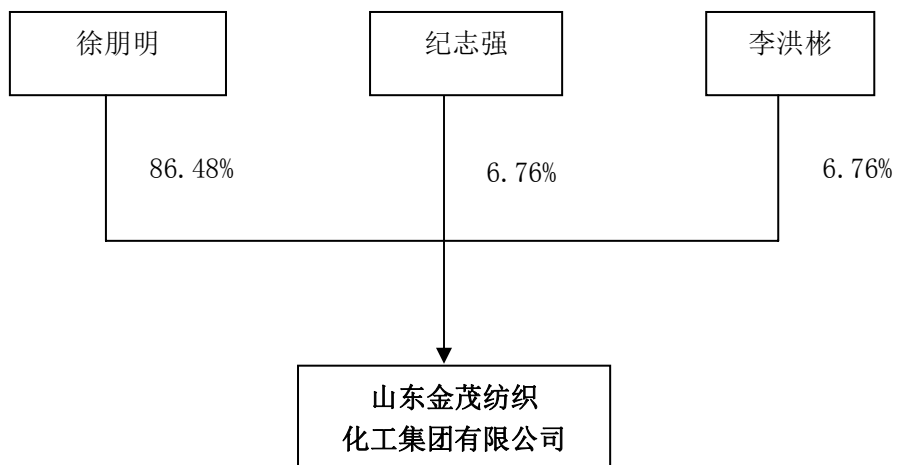 徐朋明
纪志强
李洪彬
86.48%
6.76%
6.76%
山东金茂纺织
化工集团有限公司